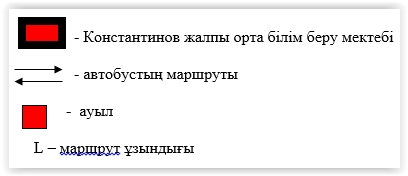 - Константинов жалпы орта білім беру мектебі
- автобустың маршруты
- ауыл
L – маршрут ұзындығы